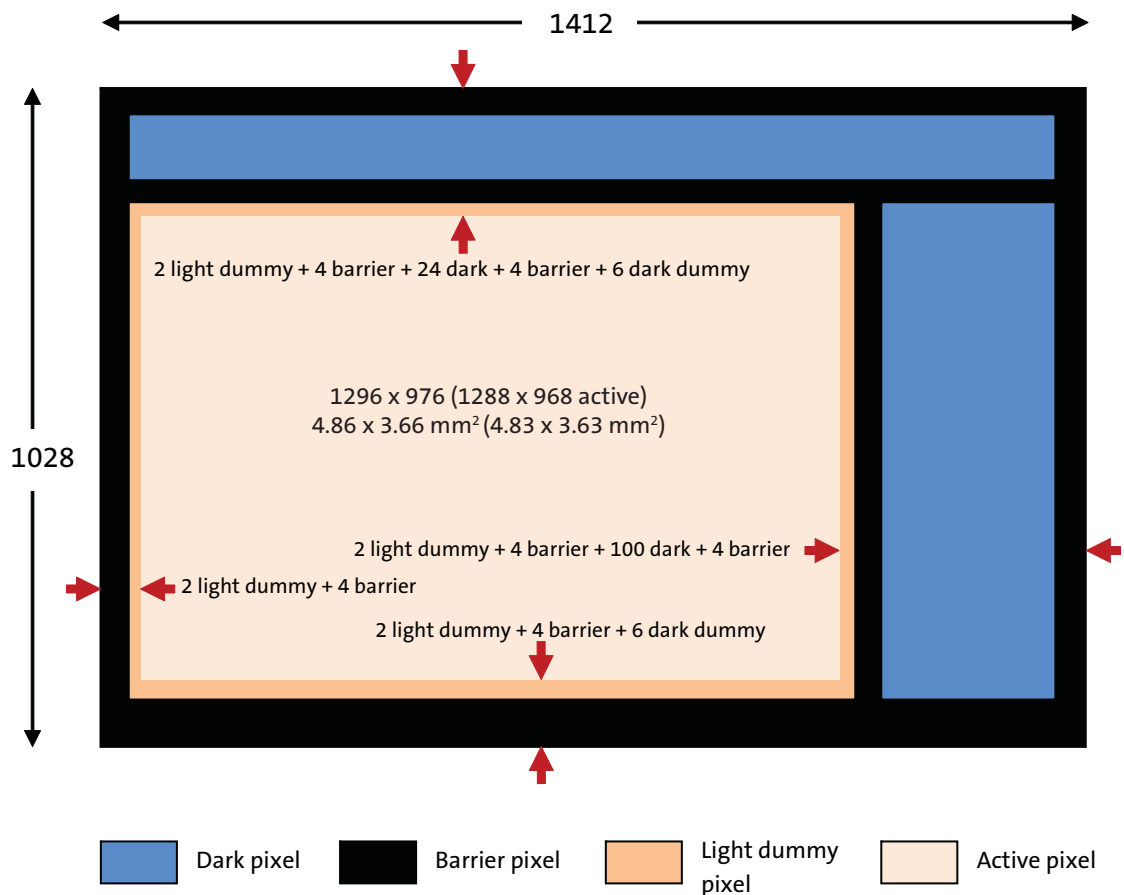 1412
2 light dummy + 4 barrier + 24 dark + 4 barrier + 6 dark dummy
1296 x 976 (1288 x 968 active)
4.86 x 3.66 mm² (4.83 x 3.63 mm²)
1028
2 light dummy + 4 barrier + 100 dark + 4 barrier
2 light dummy + 4 barrier
2 light dummy + 4 barrier + 6 dark dummy
Dark pixel
Barrier pixel
Light dummy
pixel
Active pixel